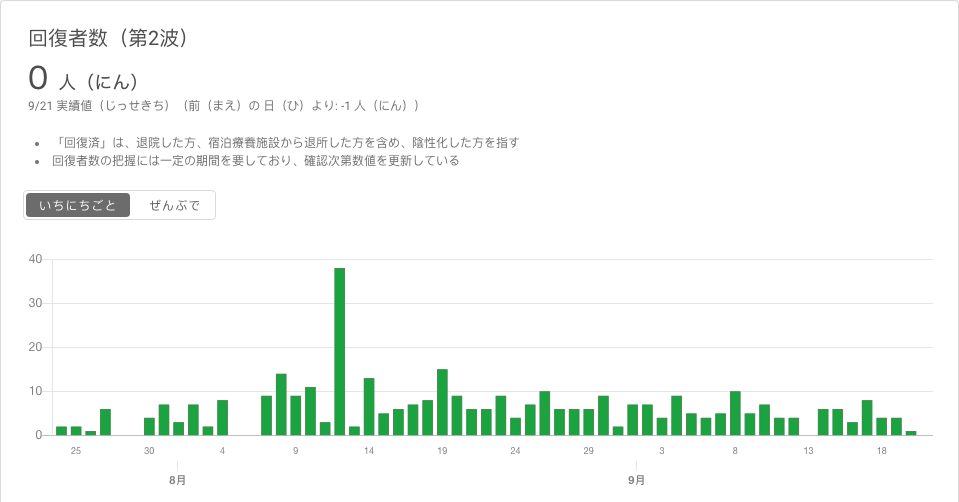 回復者数（第2波）
0 人（にん）
9/21 実績値（じっせきち）（前（まえ）の 日（ひ）より: -1 人（にん））
• 「回復済」は、退院した方、宿泊療養施設から退所した方を含め、陰性化した方を指す
• 回復者数の把握には一定の期間を要しており、確認次第数値を更新している
いちにちごと ぜんぶで
40
30
20
10
0
25 30 4 9 14 19 24 29 3 8 13 18
8月 9月